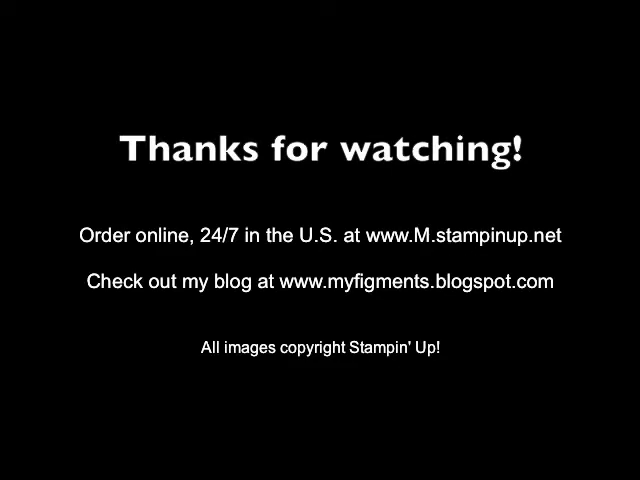 Thanks for watching!
Order online, 24/7 in the U.S. at www.M.stampinup.net
Check out my blog at www.myfigments.blogspot.com
All images copyright Stampin' Up!